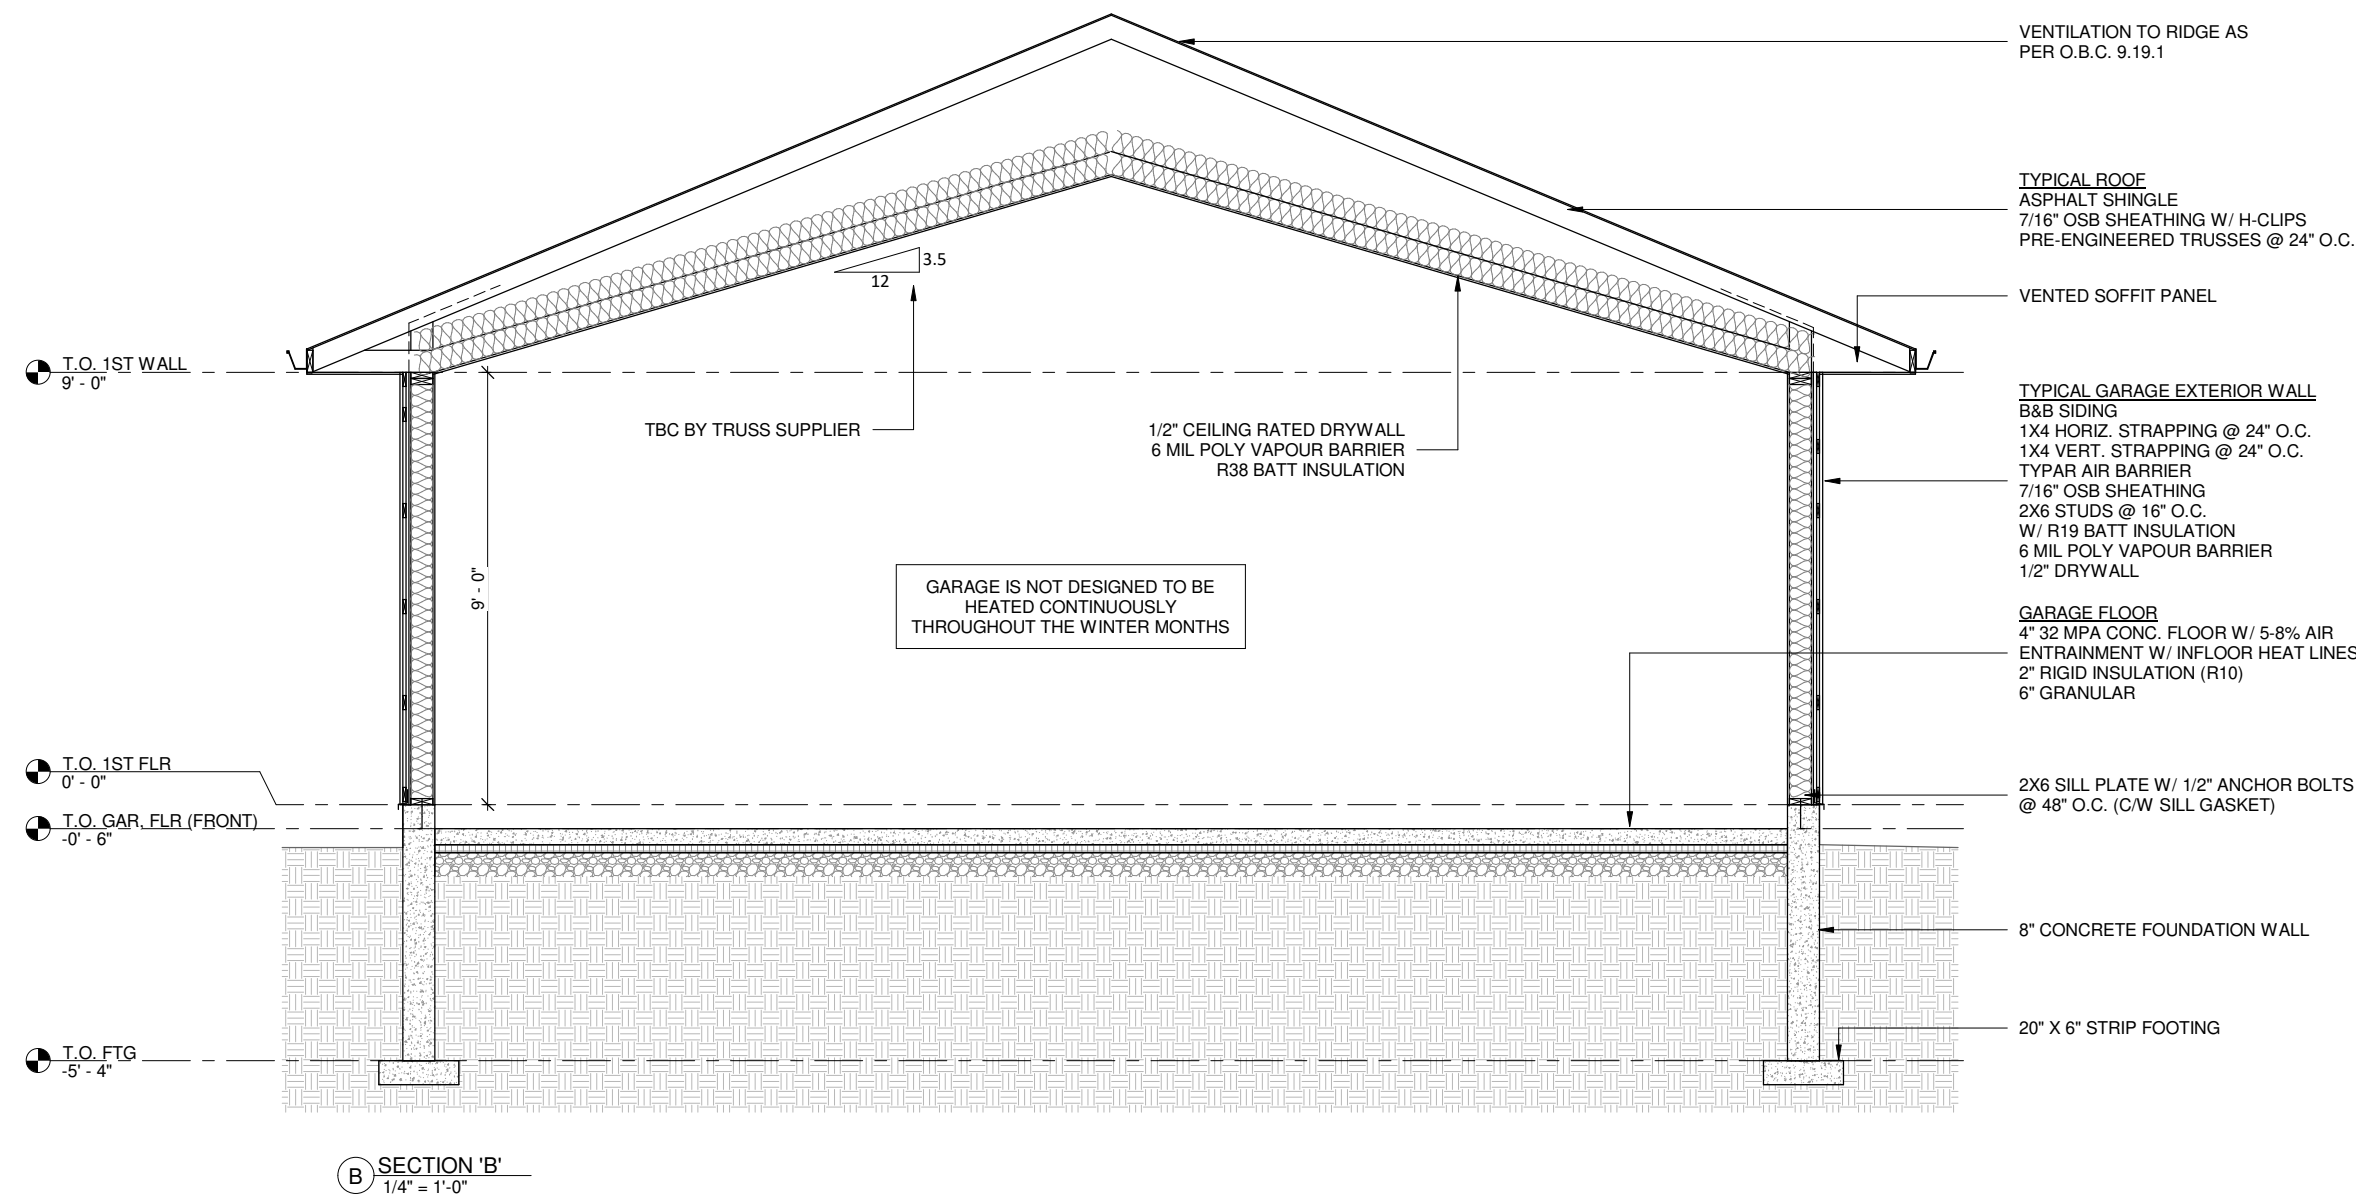 VENTILATION TO RIDGE AS
PER O.B.C. 9.19.1
TYPICAL ROOF
ASPHALT SHINGLE
7/16" OSB SHEATHING W/ H-CLIPS
PRE-ENGINEERED TRUSSES @ 24" O.C.
3.5
12
VENTED SOFFIT PANEL
T.O. 1ST WALL
9' - 0"
TBC BY TRUSS SUPPLIER
1/2" CEILING RATED DRYWALL
6 MIL POLY VAPOUR BARRIER
R38 BATT INSULATION
TYPICAL GARAGE EXTERIOR WALL
B&B SIDING
1X4 HORIZ. STRAPPING @ 24" O.C.
1X4 VERT. STRAPPING @ 24" O.C.
TYPAR AIR BARRIER
7/16" OSB SHEATHING
2X6 STUDS @ 16" O.C.
W/ R19 BATT INSULATION
6 MIL POLY VAPOUR BARRIER
1/2" DRYWALL
9' - 0"
GARAGE IS NOT DESIGNED TO BE
HEATED CONTINUOUSLY
THROUGHOUT THE WINTER MONTHS
GARAGE FLOOR
4" 32 MPA CONC. FLOOR W/ 5-8% AIR
ENTRAINMENT W/ INFLOOR HEAT LINES
2" RIGID INSULATION (R10)
6" GRANULAR
T.O. 1ST FLR
0' - 0"
2X6 SILL PLATE W/ 1/2" ANCHOR BOLTS
@ 48" O.C. (C/W SILL GASKET)
T.O. GAR, FLR (FRONT)
-0' - 6"
8" CONCRETE FOUNDATION WALL
20" X 6" STRIP FOOTING
T.O. FTG
-5' - 4"
B
SECTION 'B'
1/4" = 1'-0"